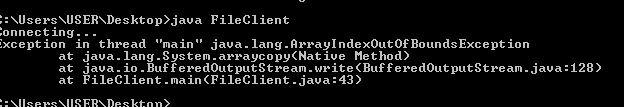 C:\Users\USER\Desktop>java FileClient
Connecting...
Exception in thread "main" java.lang.ArrayIndexOutOfBoundsException
at java.lang.System.arraycopy(Native Method)
at java.io.BufferedOutputStream.write(BufferedOutputStream.java:128)
at FileClient.main(FileClient.java:43)
C:\Users\USER\Desktop>